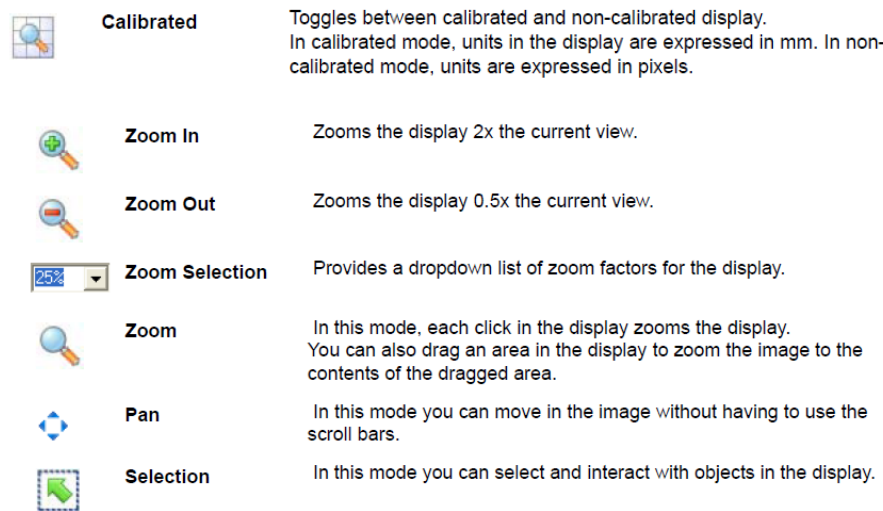 Calibrated Toggles between calibrated and non-calibrated display.
In calibrated mode, units in the display are expressed in mm. In non-
calibrated mode, units are expressed in pixels.
Zoom In Zooms the display 2x the current view.
Zoom Out Zooms the display 0.5x the current view.
25% Zoom Selection Provides a dropdown list of zoom factors for the display.
Zoom In this mode, each click in the display zooms the display.
You can also drag an area in the display to zoom the image to the
contents of the dragged area.
Pan In this mode you can move in the image without having to use the
scroll bars.
Selection In this mode you can select and interact with objects in the display.